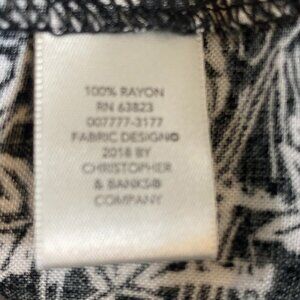 100% RAYON
RN 63823
007777-3177
FABRIC DESIGN©
2018 BY
CHRISTOPHER
& BANKS®
COMPANY